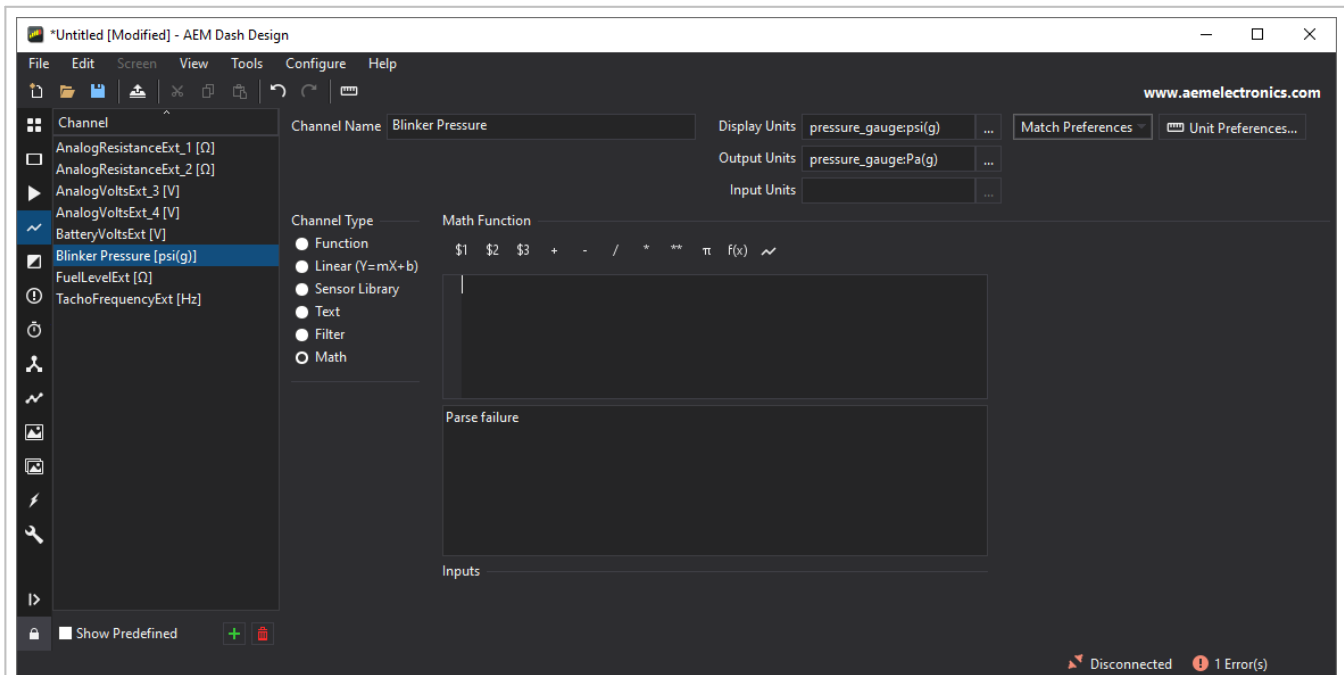 *Untitled [Modified] - AEM Dash Design
File Edit Screen View Tools Configure Help
www.aemelectronics.com
Channel
AnalogResistanceExt_1 [Ω]
AnalogResistanceExt_2 [Ω]
AnalogVoltsExt_3 [V]
AnalogVoltsExt_4 [V]
BatteryVoltsExt [V]
Blinker Pressure [psi(g)]
FuelLevelExt [Ω]
TachoFrequencyExt [Hz]
Show Predefined
Channel Name Blinker Pressure
Display Units pressure_gauge:psi(g) ... Match Preferences Unit Preferences...
Output Units pressure_gauge:Pa(g) ...
Input Units ...
Channel Type
Function
Linear (Y=mX+b)
Sensor Library
Text
Filter
Math
Math Function
$1 $2 $3 + - / * ** π f(x)
Parse failure
Inputs
Disconnected 1 Error(s)